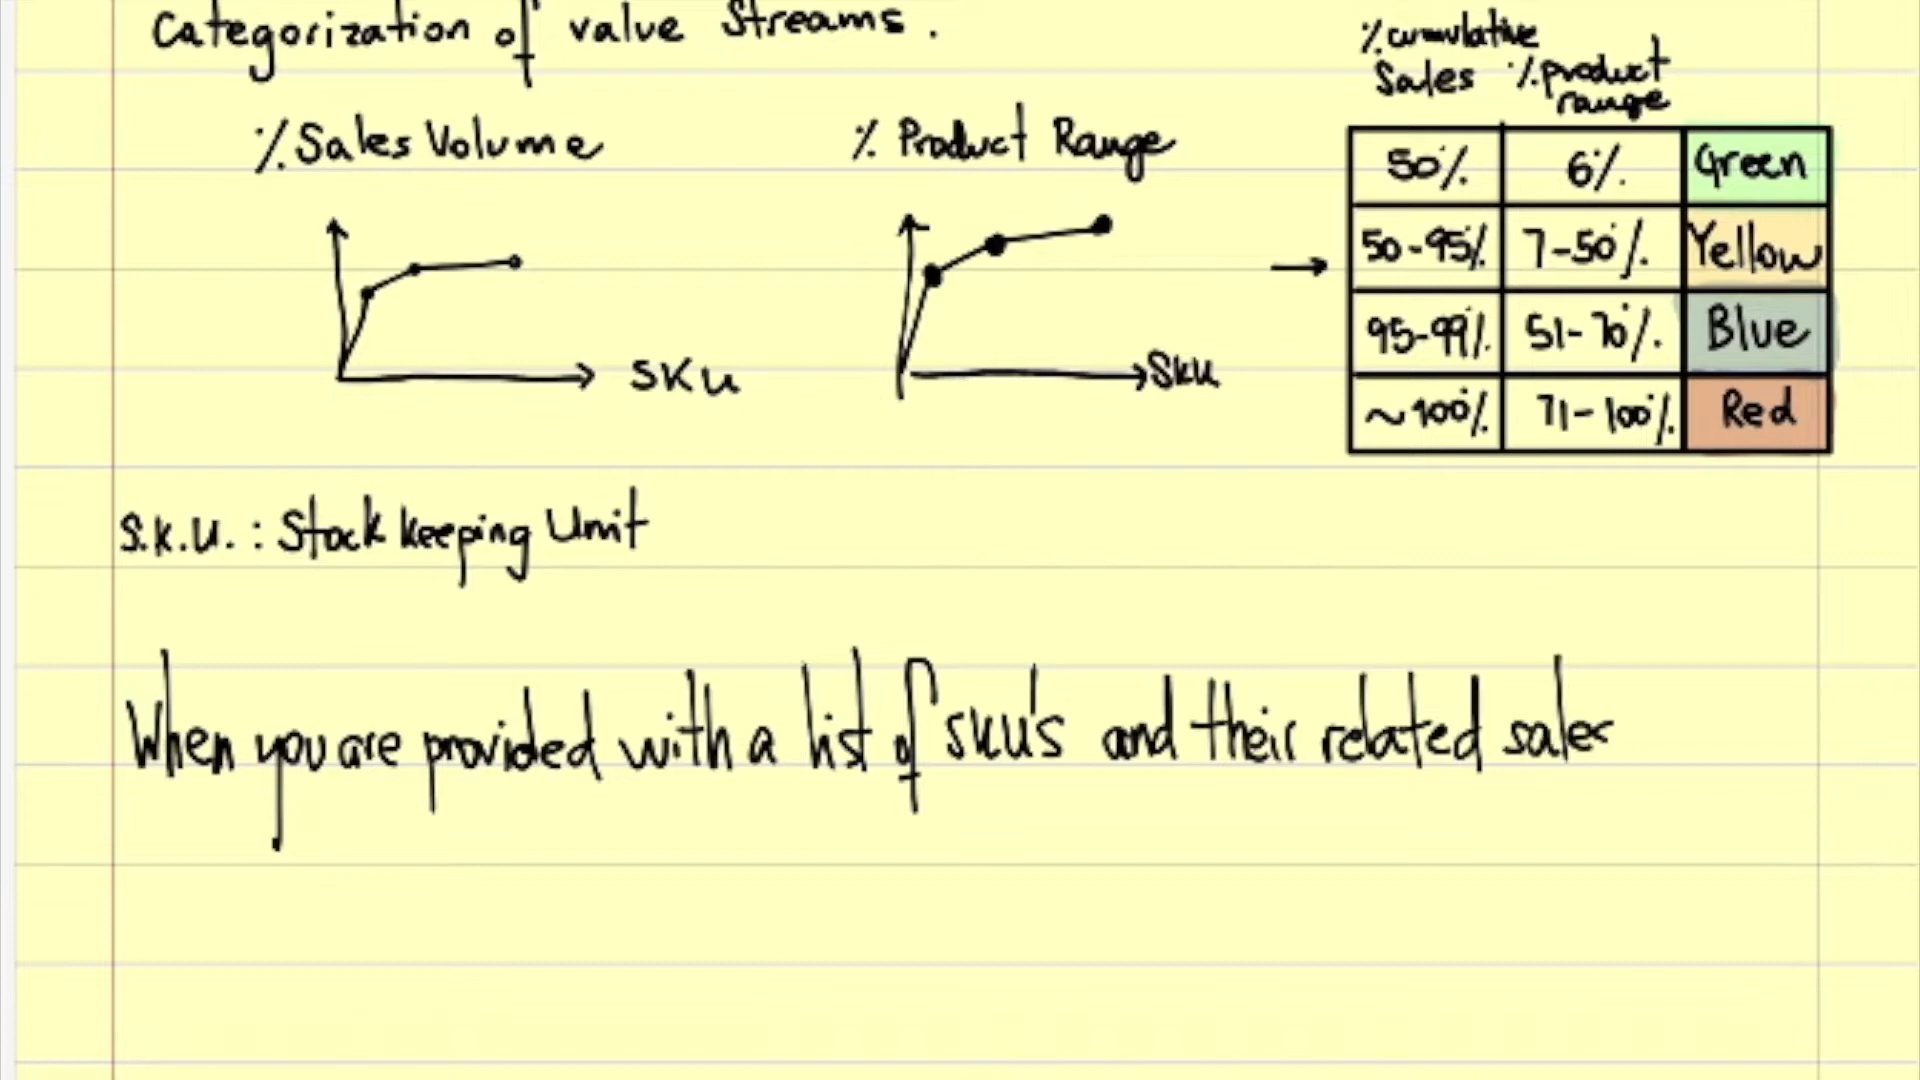 Categorization of value Streams.
% Sales Volume
SKU
% Product Range
SKU
% cumulative Sales
% product range
50% 6% Green
50-95% 7-50% Yellow
95-99% 51-70% Blue
~100% 71-100% Red
S.K.U. : Stock keeping Unit
When you are provided with a list of SKU's and their related sales